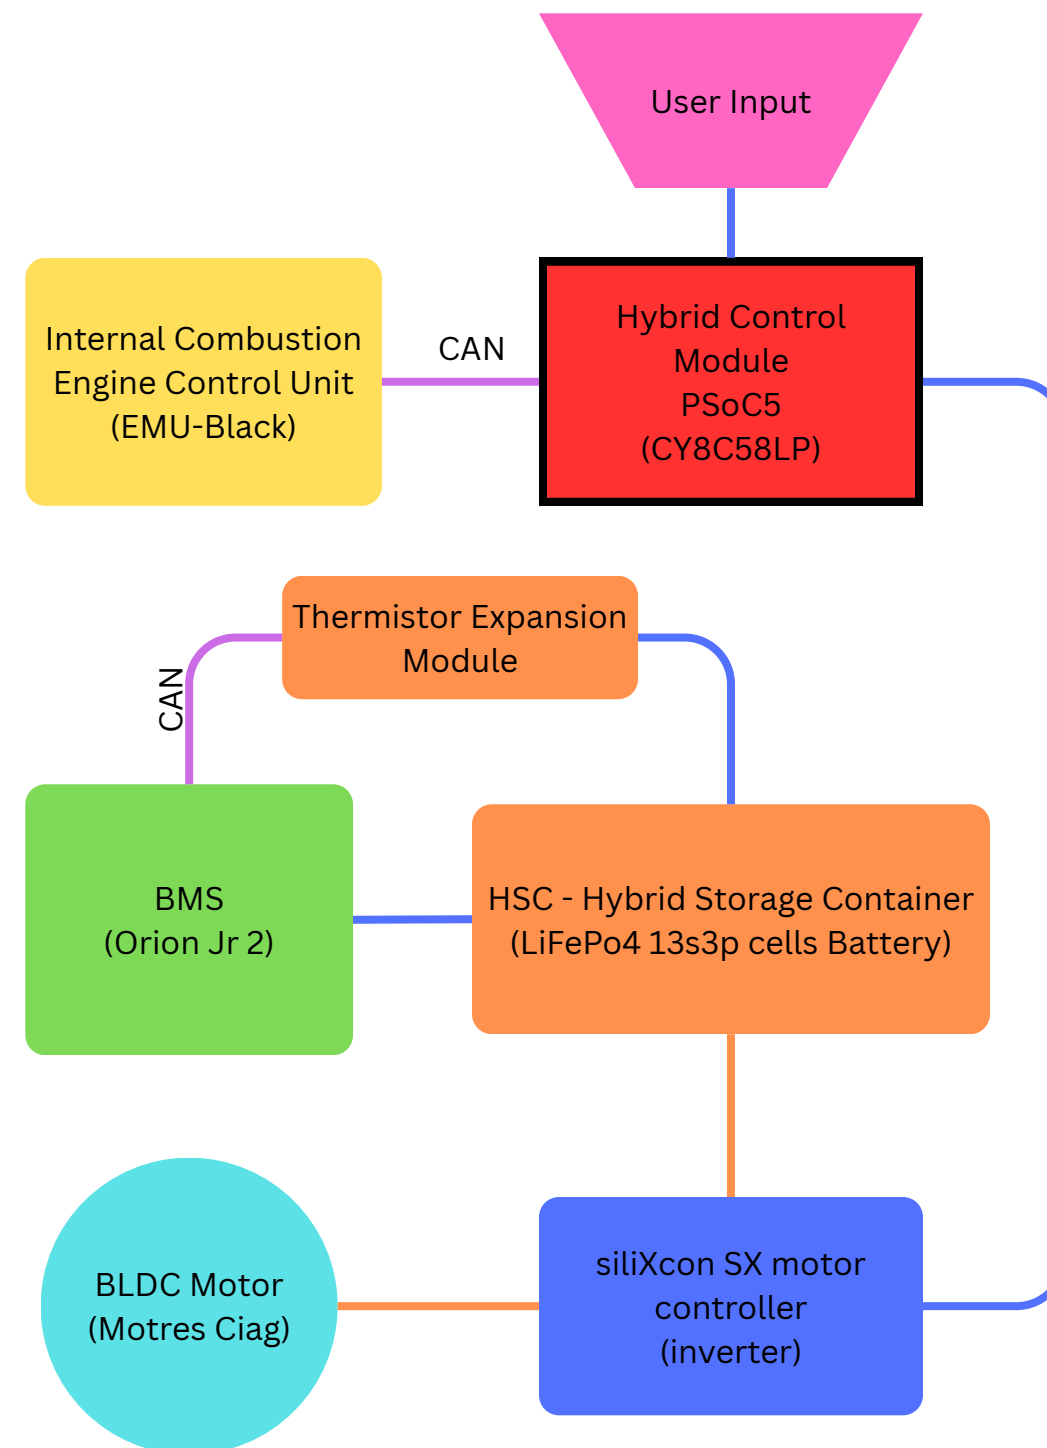 User Input
Internal Combustion
Engine Control Unit
(EMU-Black)
CAN
Hybrid Control
Module
PSoC5
(CY8C58LP)
Thermistor Expansion
Module
CAN
BMS
(Orion Jr 2)
HSC - Hybrid Storage Container
(LiFePo4 13s3p cells Battery)
BLDC Motor
(Motres Ciag)
siliXcon SX motor
controller
(inverter)